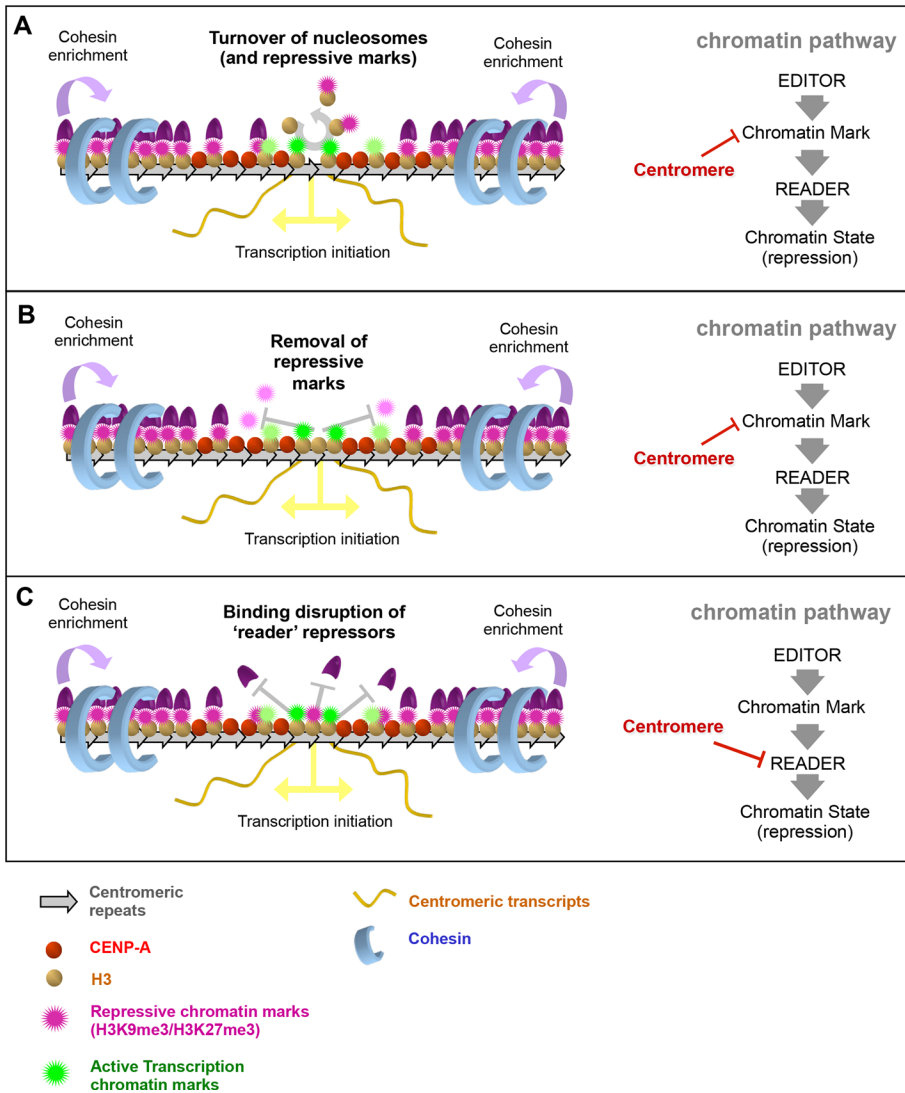 A
Cohesin
enrichment
Turnover of nucleosomes
(and repressive marks)
Cohesin
enrichment
Transcription initiation
chromatin pathway
EDITOR
Chromatin Mark
Centromere
READER
Chromatin State
(repression)
B
Cohesin
enrichment
Removal of
repressive
marks
Cohesin
enrichment
Transcription initiation
chromatin pathway
EDITOR
Chromatin Mark
Centromere
READER
Chromatin State
(repression)
C
Cohesin
enrichment
Binding disruption of
‘reader’ repressors
Cohesin
enrichment
Transcription initiation
chromatin pathway
EDITOR
Chromatin Mark
Centromere
READER
Chromatin State
(repression)
Centromeric
repeats
CENP-A
H3
Repressive chromatin marks
(H3K9me3/H3K27me3)
Active Transcription
chromatin marks
Centromeric transcripts
Cohesin